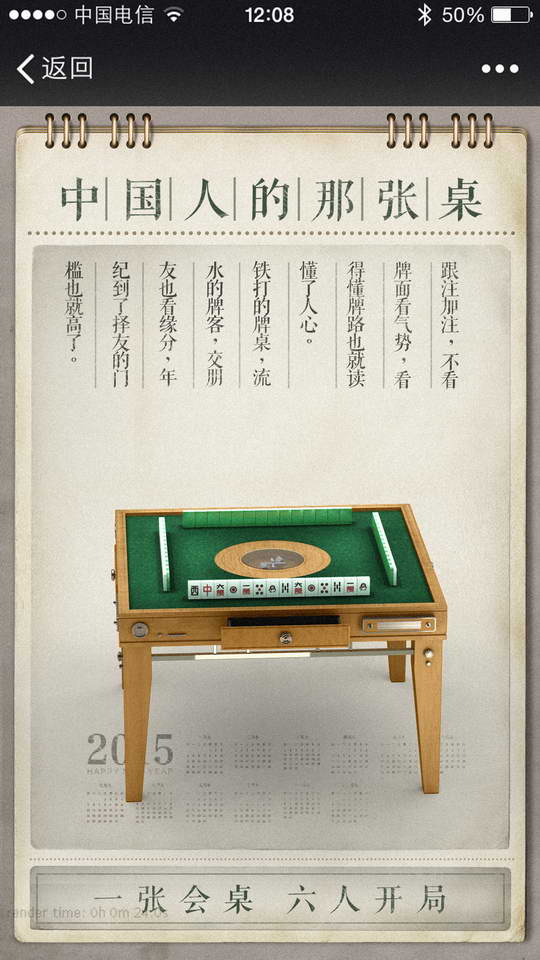 中国电信
12:08
50%
返回
中国人的那张桌
跟注加注，不看
牌面看气势，看
得懂牌路也就读
懂了人心。
铁打的牌桌，流
水的牌客，交朋
友也看缘分，年
纪到了择友的门
槛也就高了。
2015
HAPPY NEW YEAR
一张会桌 六人开局
render time: 0h 0m 24.0s